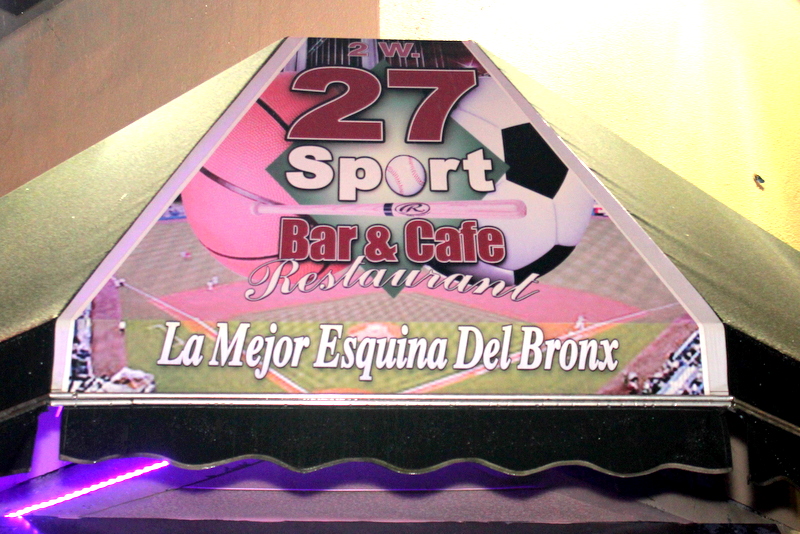 2 W.
27
Sport
Bar & Cafe
Restaurant
La Mejor Esquina Del Bronx